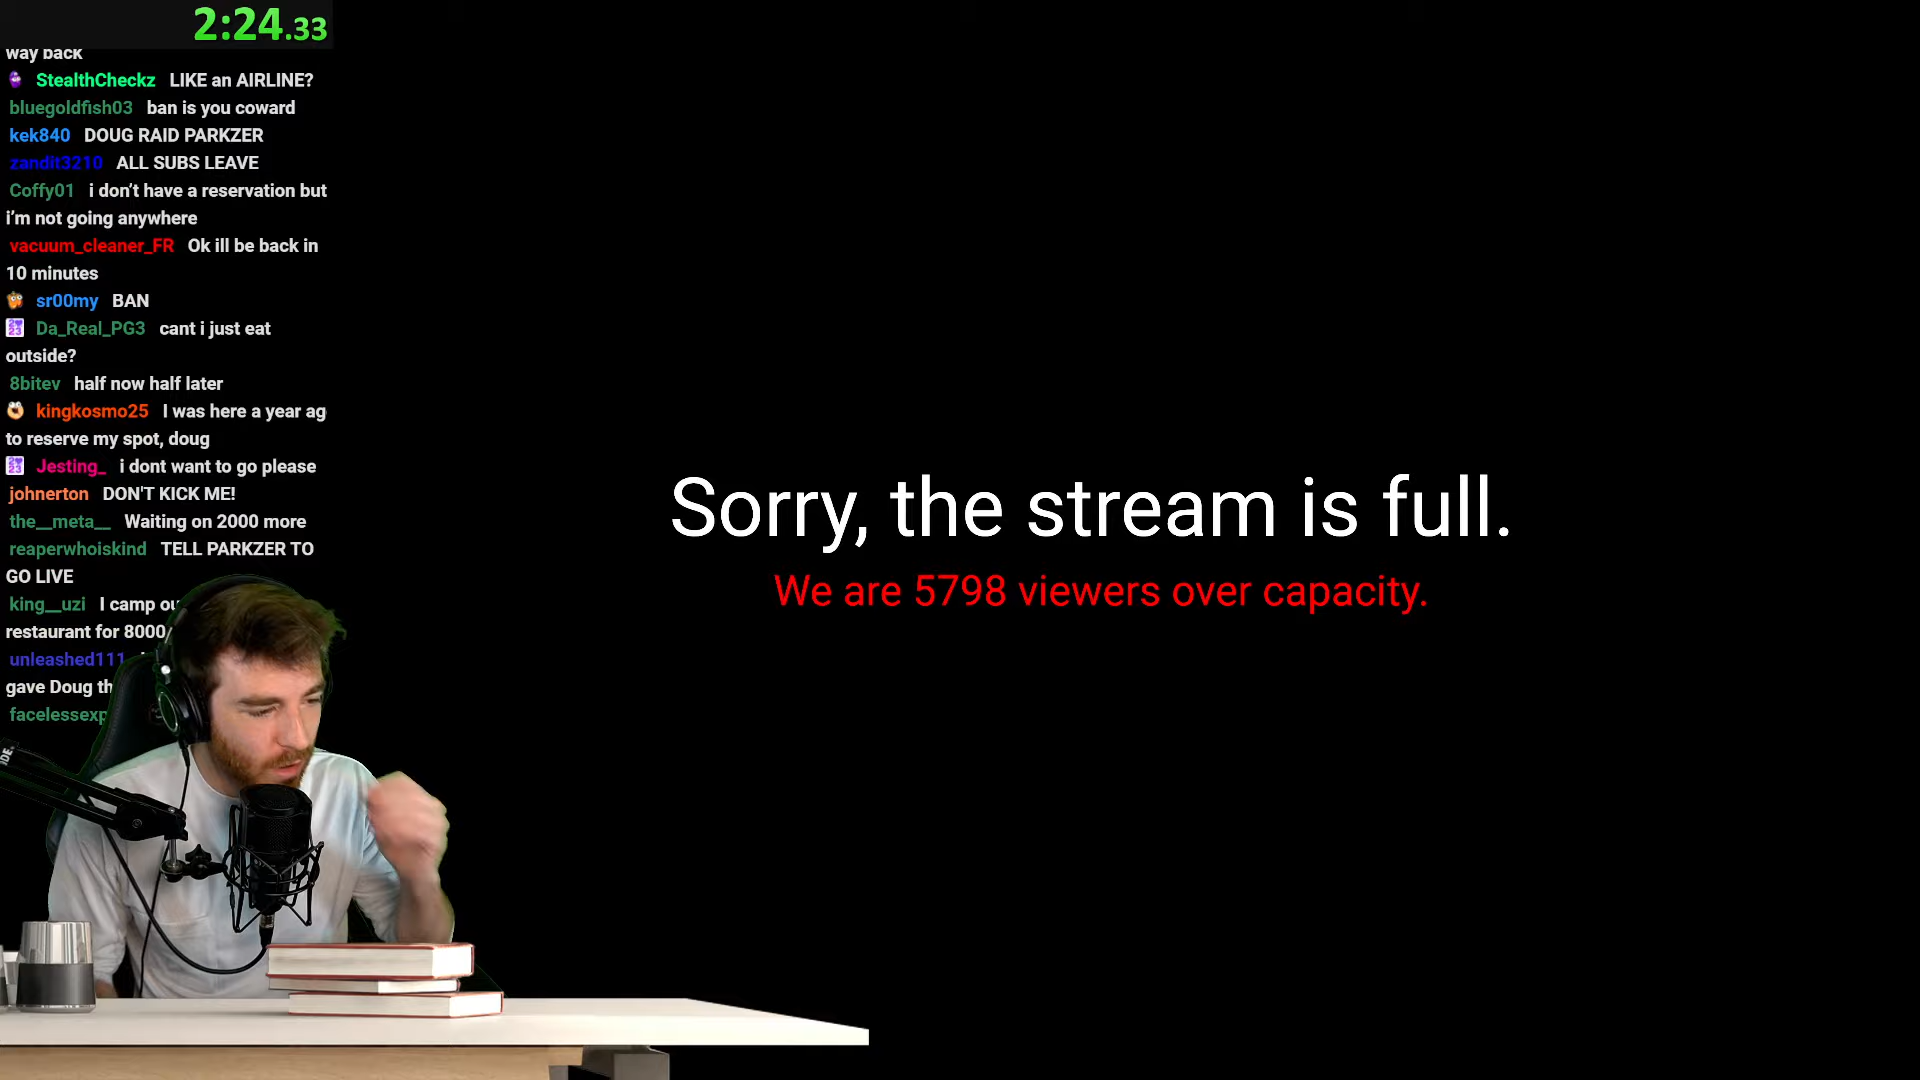 2:24.33
way back
StealthCheckz LIKE an AIRLINE?
bluegoldfish03 ban is you coward
kek840 DOUG RAID PARKZER
zandit3210 ALL SUBS LEAVE
Coffy01 i don’t have a reservation but
i’m not going anywhere
vacuum_cleaner_FR Ok ill be back in
10 minutes
sr00my BAN
Da_Real_PG3 cant i just eat
outside?
8bitev half now half later
kingkosmo25 I was here a year ag
to reserve my spot, doug
Jesting_ i dont want to go please
johnerton DON'T KICK ME!
the__meta__ Waiting on 2000 more
reaperwhoiskind TELL PARKZER TO
GO LIVE
king__uzi I camp ou
restaurant for 8000
unleashed111
gave Doug th
facelessexp
Sorry, the stream is full.
We are 5798 viewers over capacity.